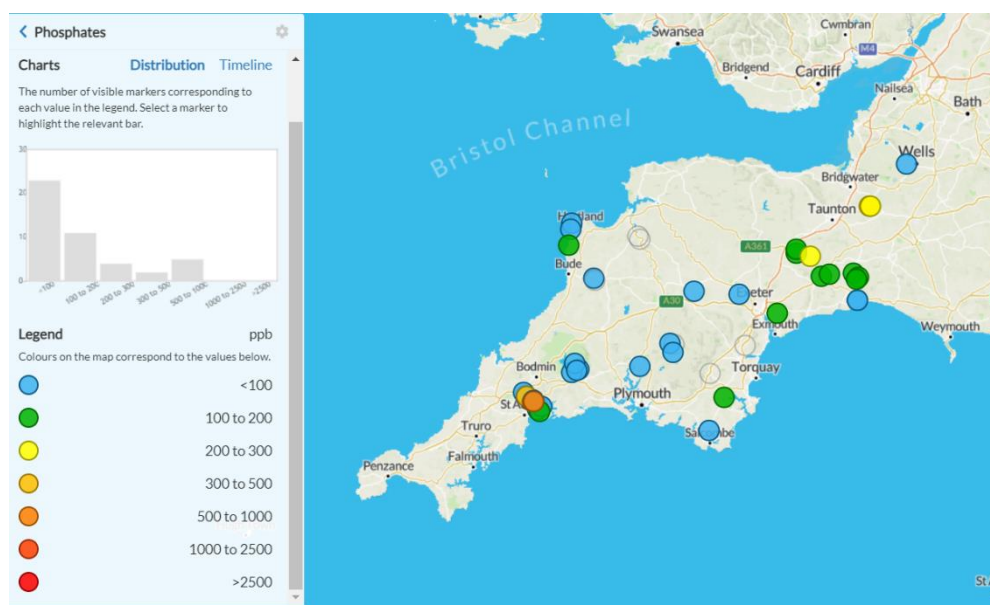 Phosphates
Charts
Distribution
Timeline
The number of visible markers corresponding to
each value in the legend. Select a marker to
highlight the relevant bar.
30
20
10
0
<100
100 to 200
200 to 300
300 to 500
500 to 1000
1000 to 2500
>2500
Legend
ppb
Colours on the map correspond to the values below.
<100
100 to 200
200 to 300
300 to 500
500 to 1000
1000 to 2500
>2500
Swansea
Cwmbran
M4
Bridgend
Cardiff
Nailsea
Bath
Bristol Channel
Wells
Bridgwater
Taunton
A361
Bude
A30
Exmouth
Weymouth
Bodmin
Torquay
Plymouth
Truro
Falmouth
Penzance